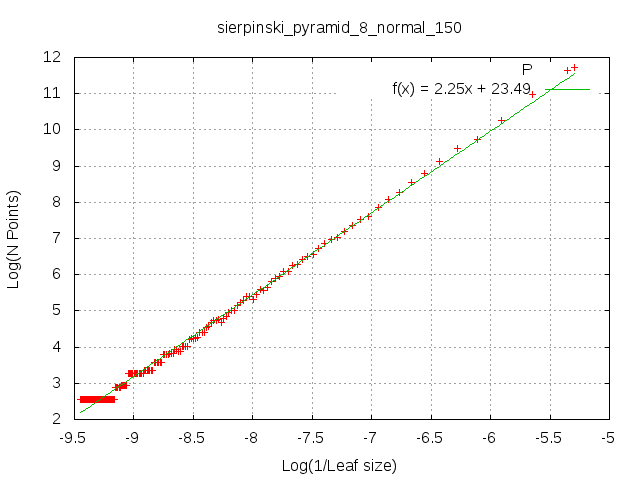 sierpinski_pyramid_8_normal_150
12
11
10
9
8
7
6
5
4
3
2
Log(N Points)
P
f(x) = 2.25x + 23.49
-9.5 -9 -8.5 -8 -7.5 -7 -6.5 -6 -5.5 -5
Log(1/Leaf size)